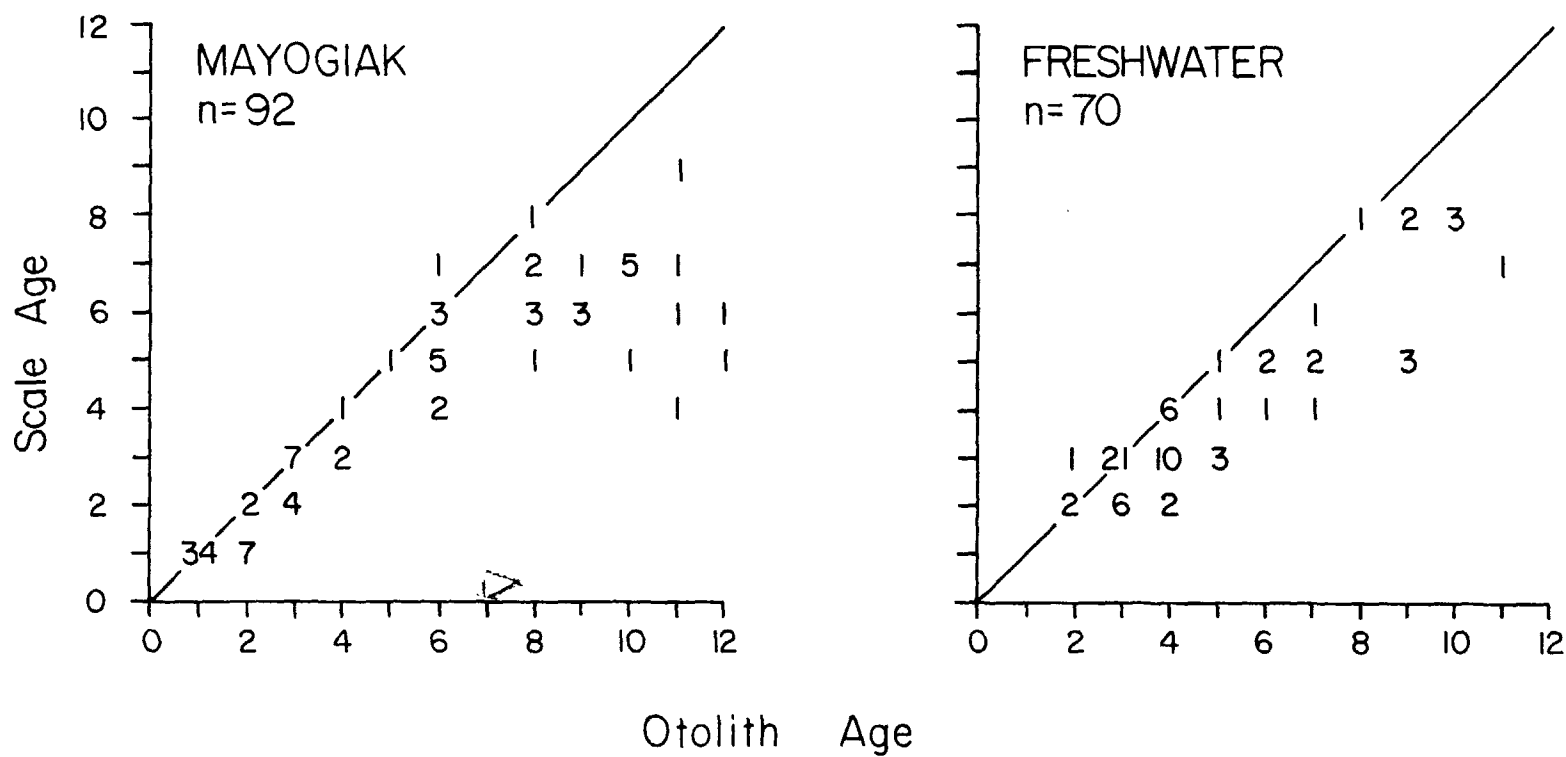 12
MAYOGIAK
n=92
10
8
6
4
2
0
1
1
1 2 1 5 1
3 3 3 1 1
1 5 1 1 1
1 2 1
7 2
2 4
34 7
0 2 4 6 8 10 12
FRESHWATER
n=70
1 2 3
1
1
1 2 2 3
6 1 1 1
1 21 10 3
2 6 2
0 2 4 6 8 10 12
Scale Age
Otolith Age